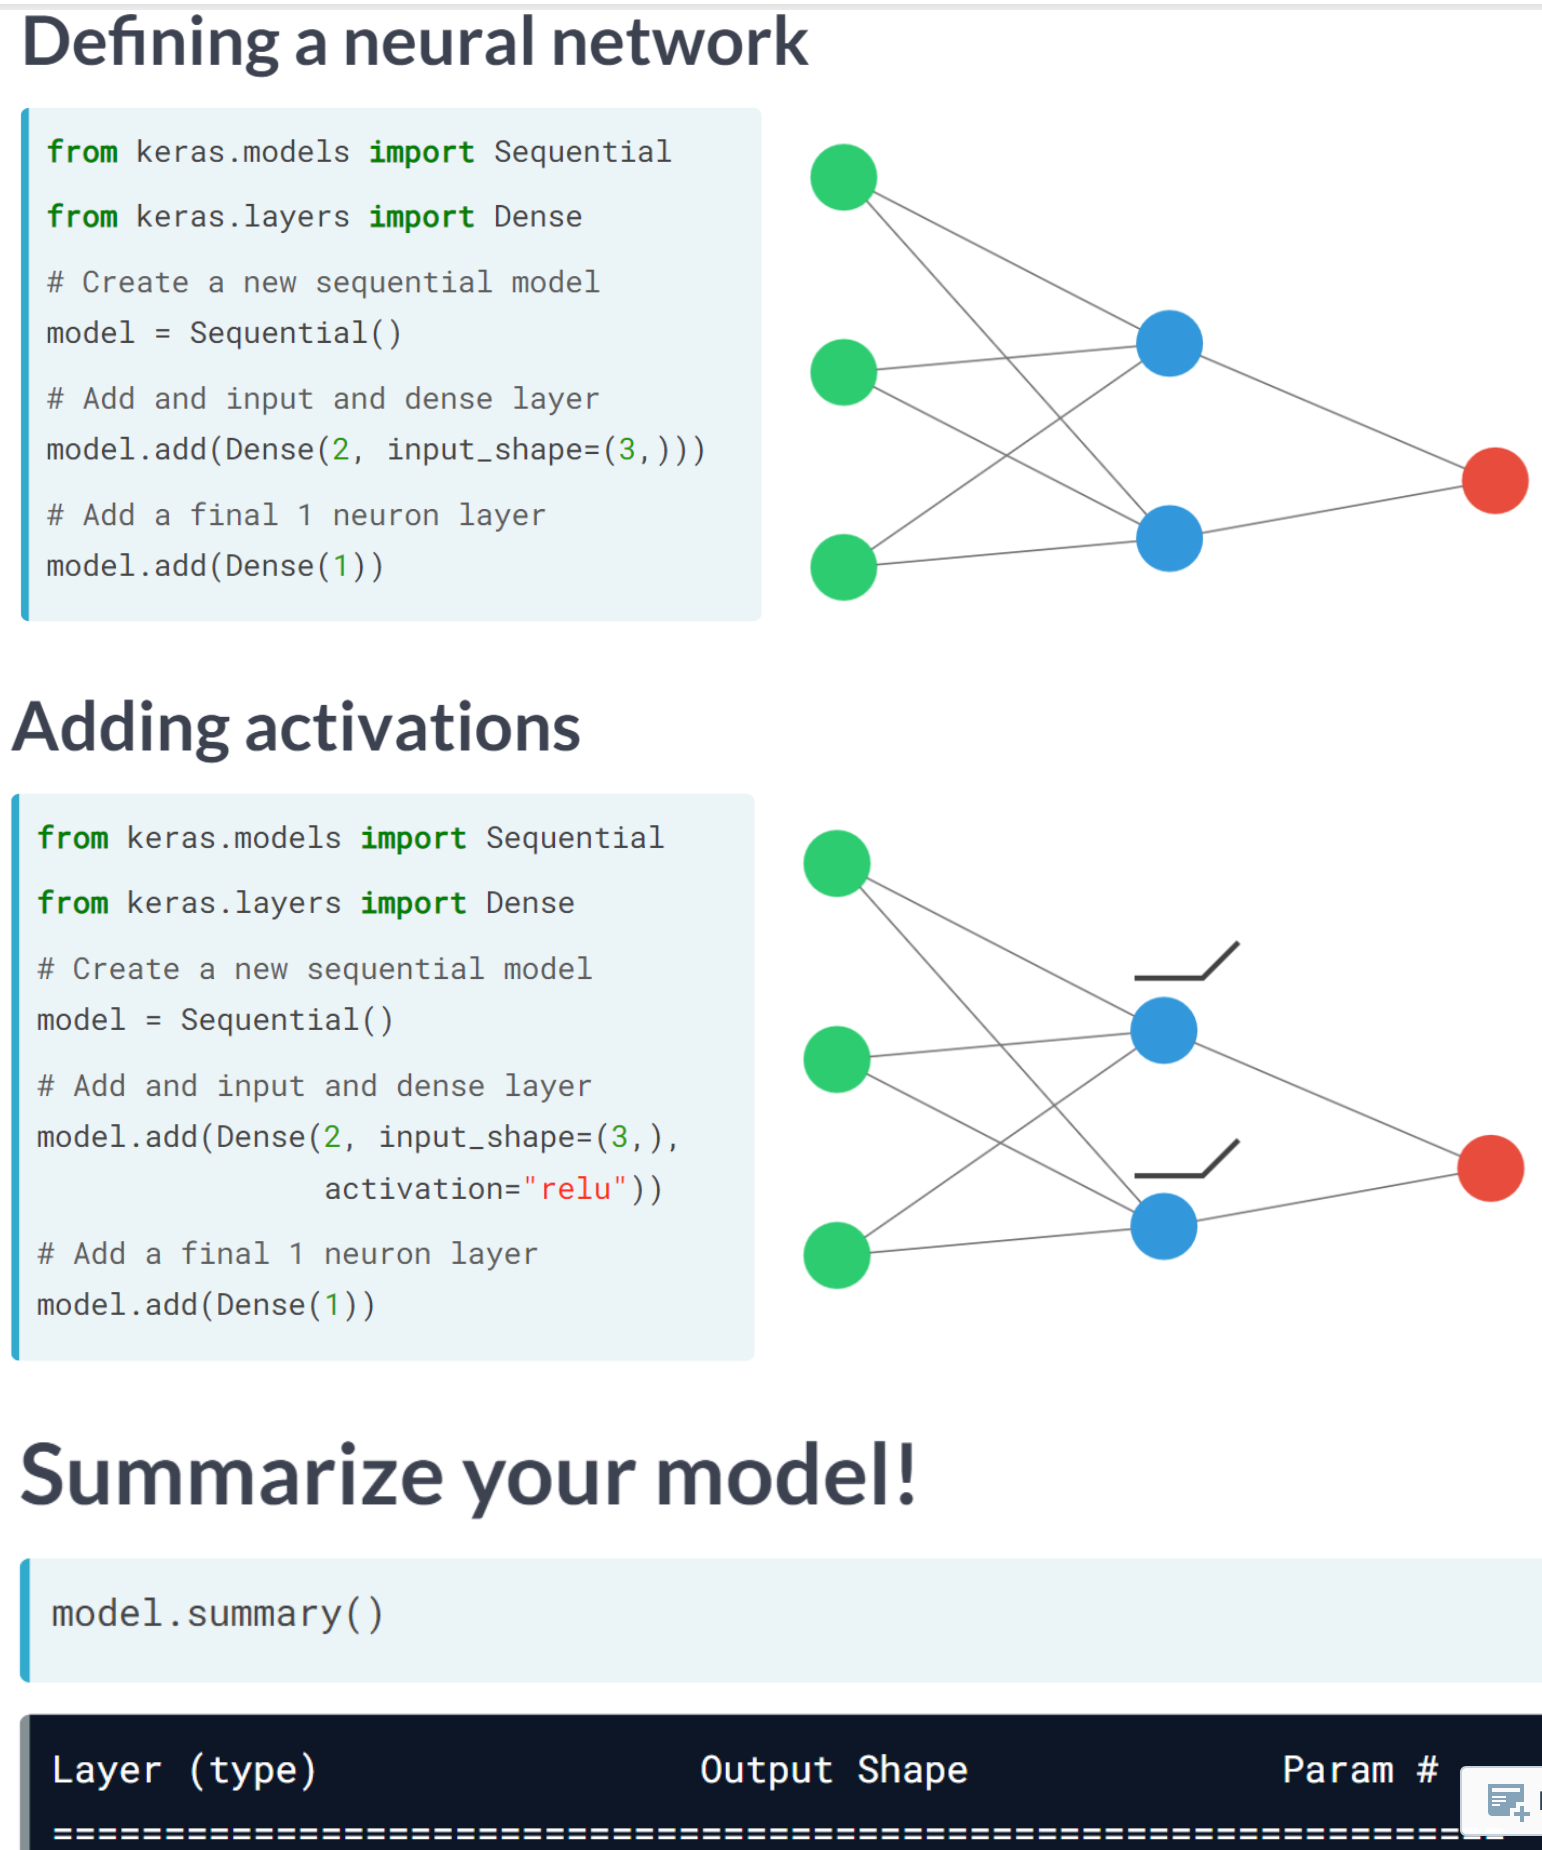 Defining a neural network
from keras.models import Sequential
from keras.layers import Dense
# Create a new sequential model
model = Sequential()
# Add and input and dense layer
model.add(Dense(2, input_shape=(3,)))
# Add a final 1 neuron layer
model.add(Dense(1))
Adding activations
from keras.models import Sequential
from keras.layers import Dense
# Create a new sequential model
model = Sequential()
# Add and input and dense layer
model.add(Dense(2, input_shape=(3,),
activation="relu"))
# Add a final 1 neuron layer
model.add(Dense(1))
Summarize your model!
model.summary()
Layer (type) Output Shape Param #
=================================================================